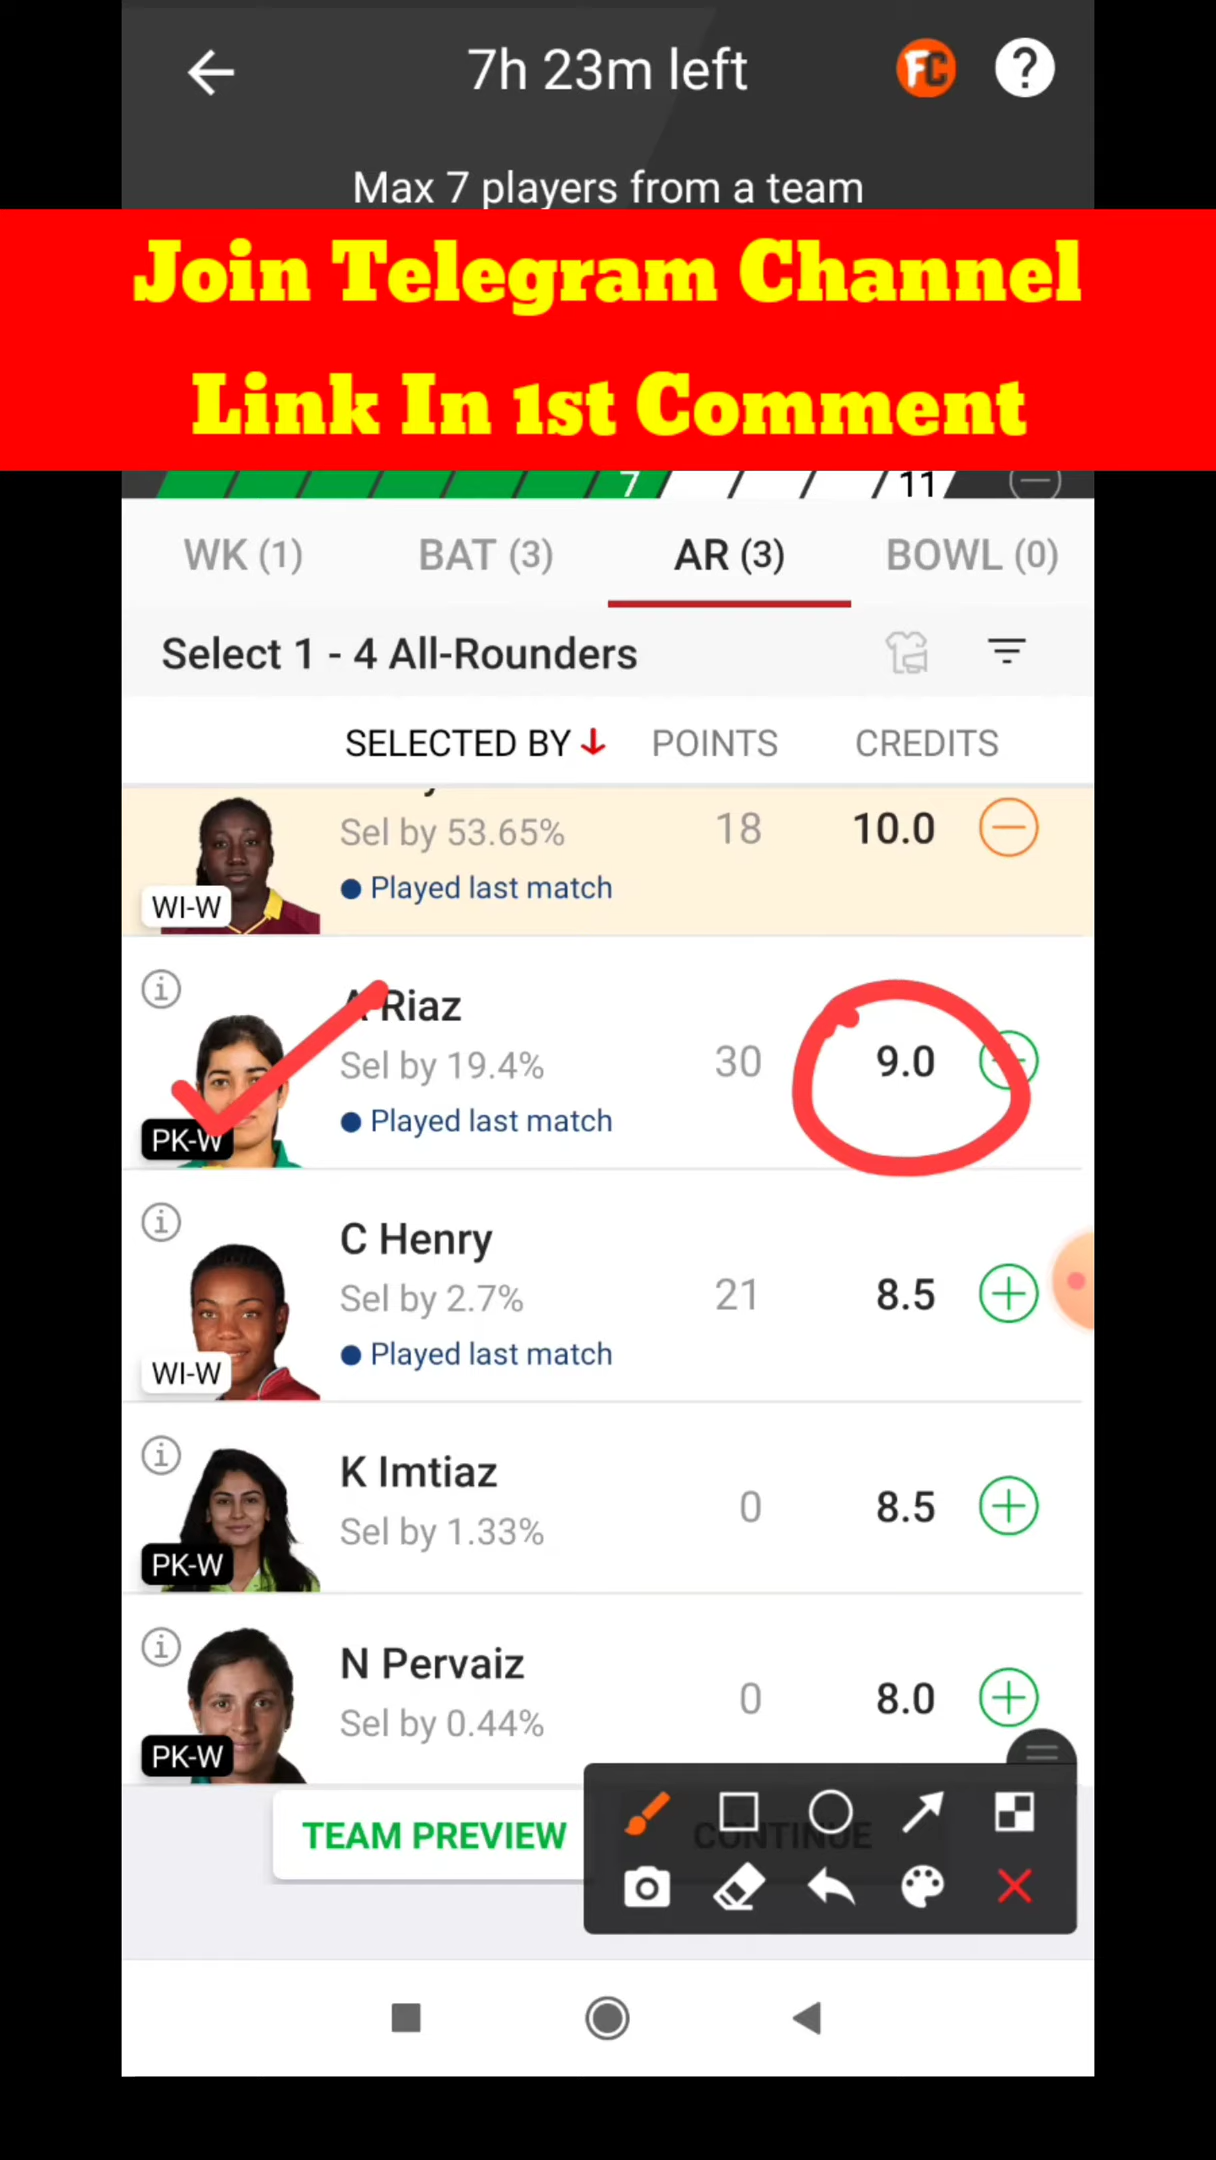 7h 23m left
FC
?
Max 7 players from a team
Join Telegram Channel
Link In 1st Comment
7
11
WK (1)
BAT (3)
AR (3)
BOWL (0)
Select 1 - 4 All-Rounders
SELECTED BY
POINTS
CREDITS
Sel by 53.65%
18
10.0
Played last match
WI-W
A Riaz
Sel by 19.4%
30
9.0
Played last match
PK-W
C Henry
Sel by 2.7%
21
8.5
Played last match
WI-W
K Imtiaz
Sel by 1.33%
0
8.5
PK-W
N Pervaiz
Sel by 0.44%
0
8.0
PK-W
TEAM PREVIEW
CONTINUE